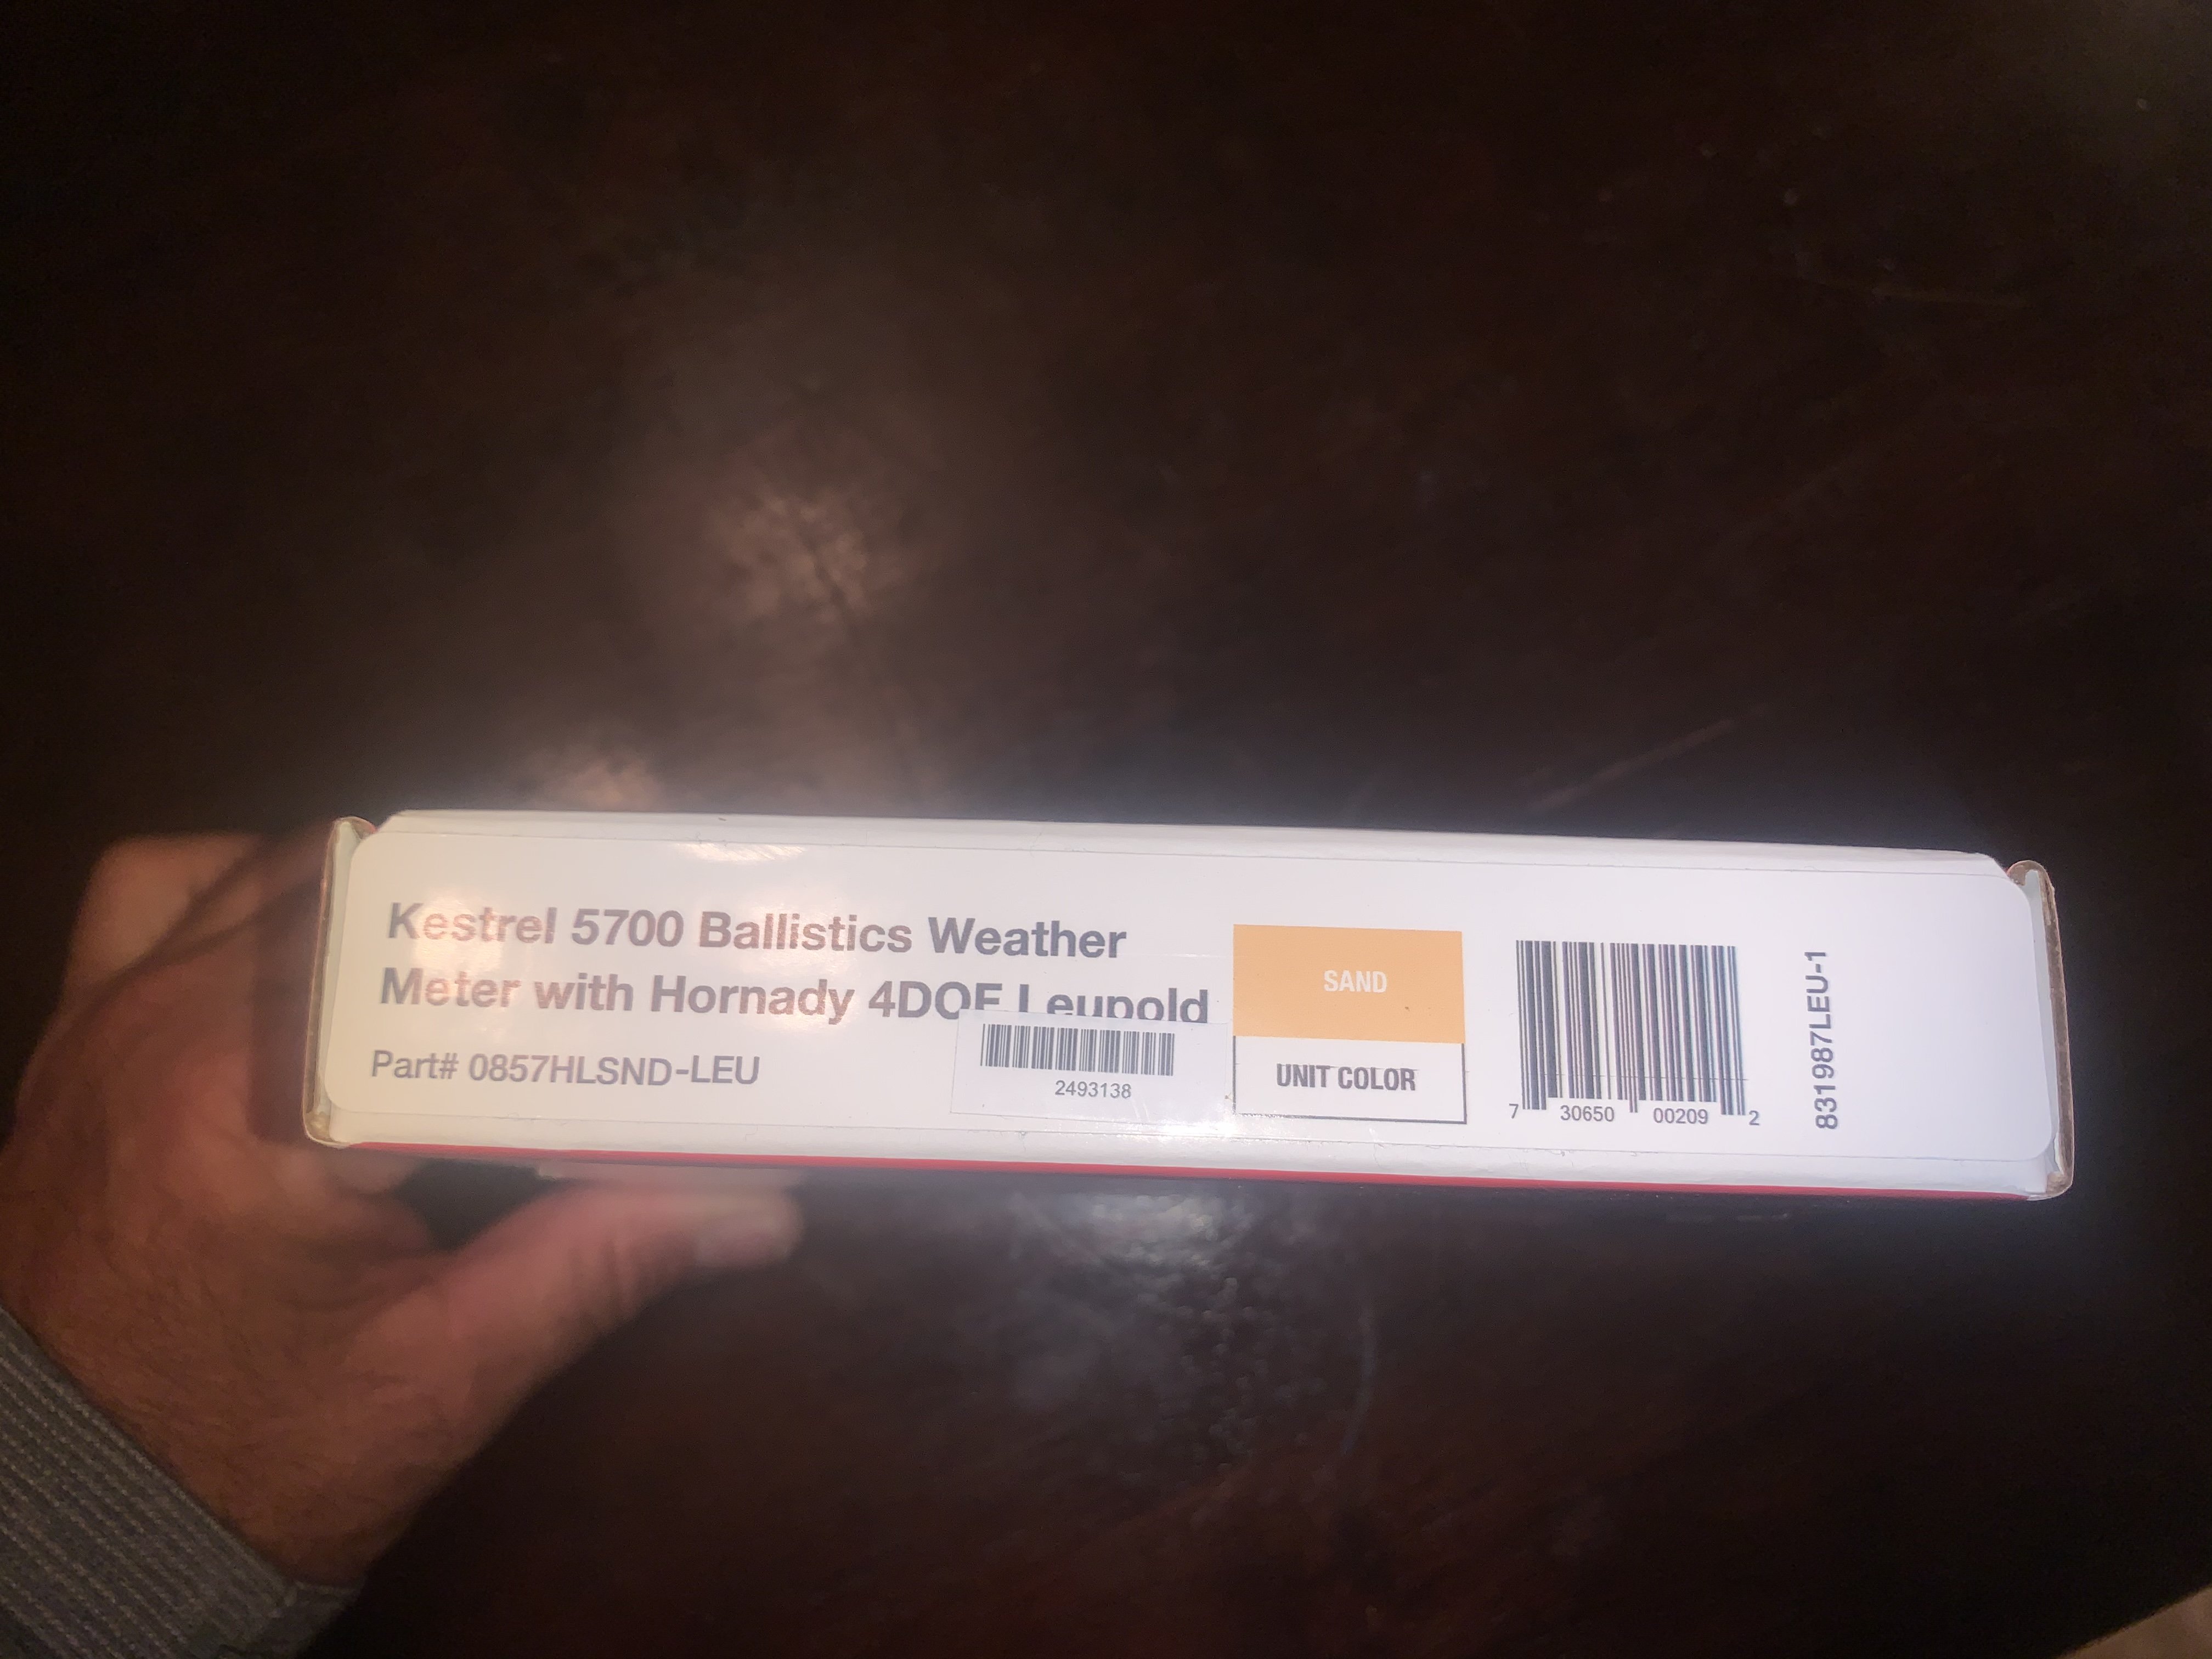 Kestrel 5700 Ballistics Weather
Meter with Hornady 4DOF Leupold
Part# 0857HLSND-LEU
2493138
SAND
UNIT COLOR
7 30650 00209 2
831987LEU-1